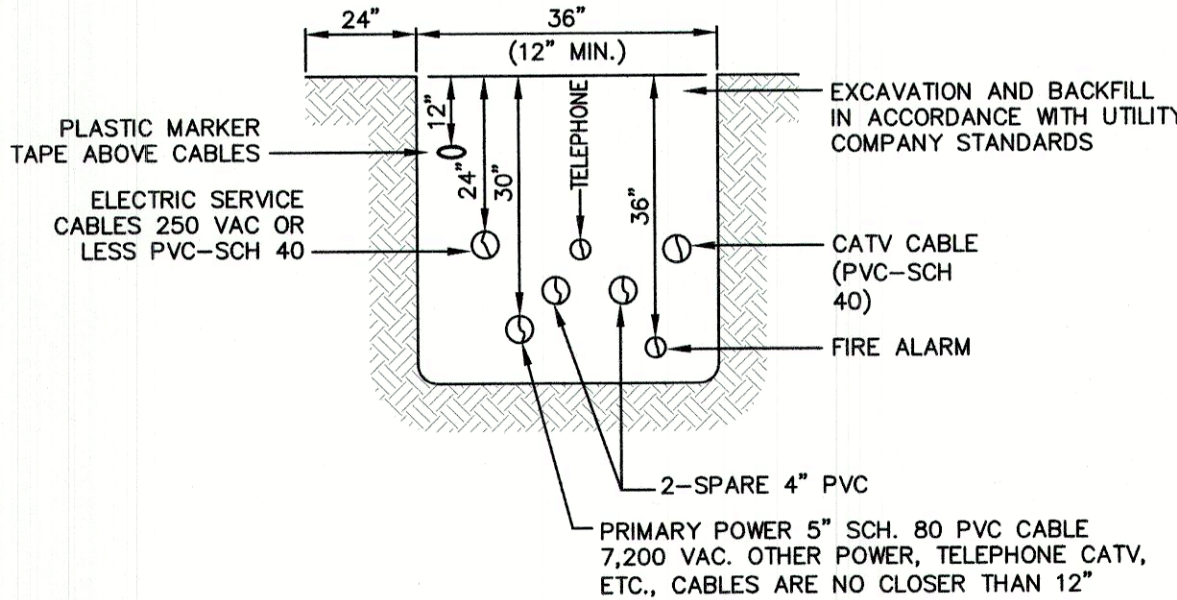 24" 36"
(12" MIN.)
12"
24"
30"
TELEPHONE
36"
PLASTIC MARKER
TAPE ABOVE CABLES
ELECTRIC SERVICE
CABLES 250 VAC OR
LESS PVC-SCH 40
EXCAVATION AND BACKFILL
IN ACCORDANCE WITH UTILITY
COMPANY STANDARDS
CATV CABLE
(PVC-SCH
40)
FIRE ALARM
2-SPARE 4" PVC
PRIMARY POWER 5" SCH. 80 PVC CABLE
7,200 VAC. OTHER POWER, TELEPHONE CATV,
ETC., CABLES ARE NO CLOSER THAN 12"